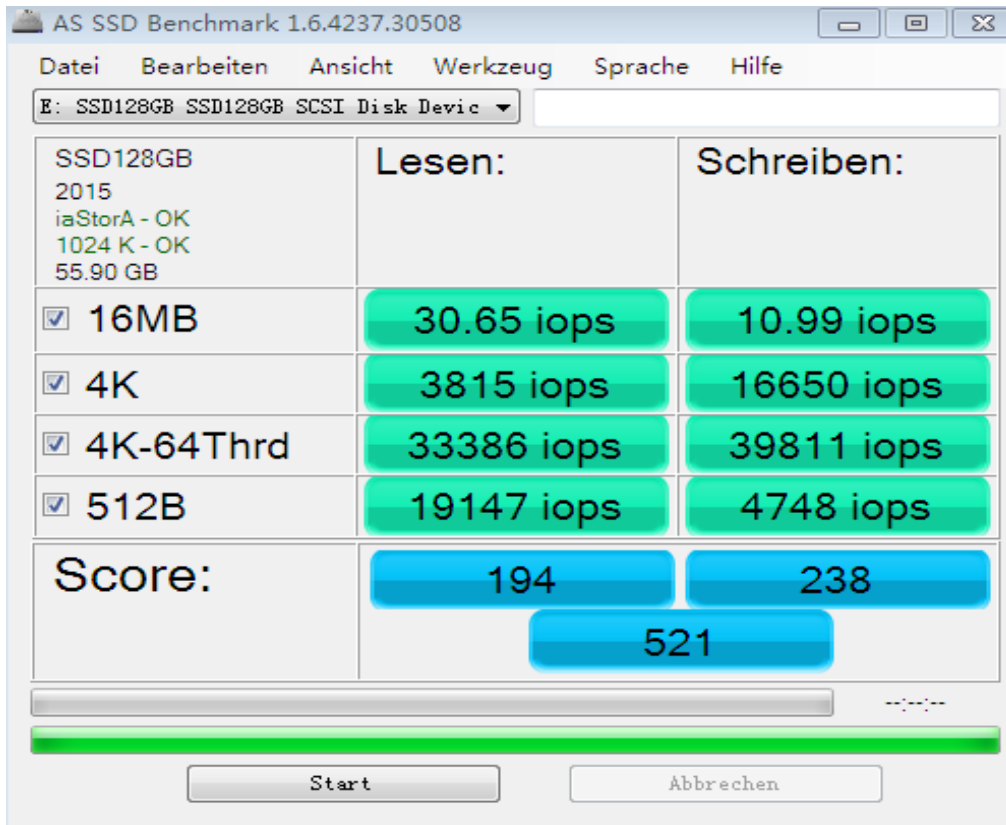 AS SSD Benchmark 1.6.4237.30508
Datei Bearbeiten Ansicht Werkzeug Sprache Hilfe
E: SSD128GB SSD128GB SCSI Disk Devic
SSD128GB
2015
iaStorA - OK
1024 K - OK
55.90 GB
Lesen: Schreiben:
16MB 30.65 iops 10.99 iops
4K 3815 iops 16650 iops
4K-64Thrd 33386 iops 39811 iops
512B 19147 iops 4748 iops
Score: 194 238
521
--:--:--
Start Abbrechen